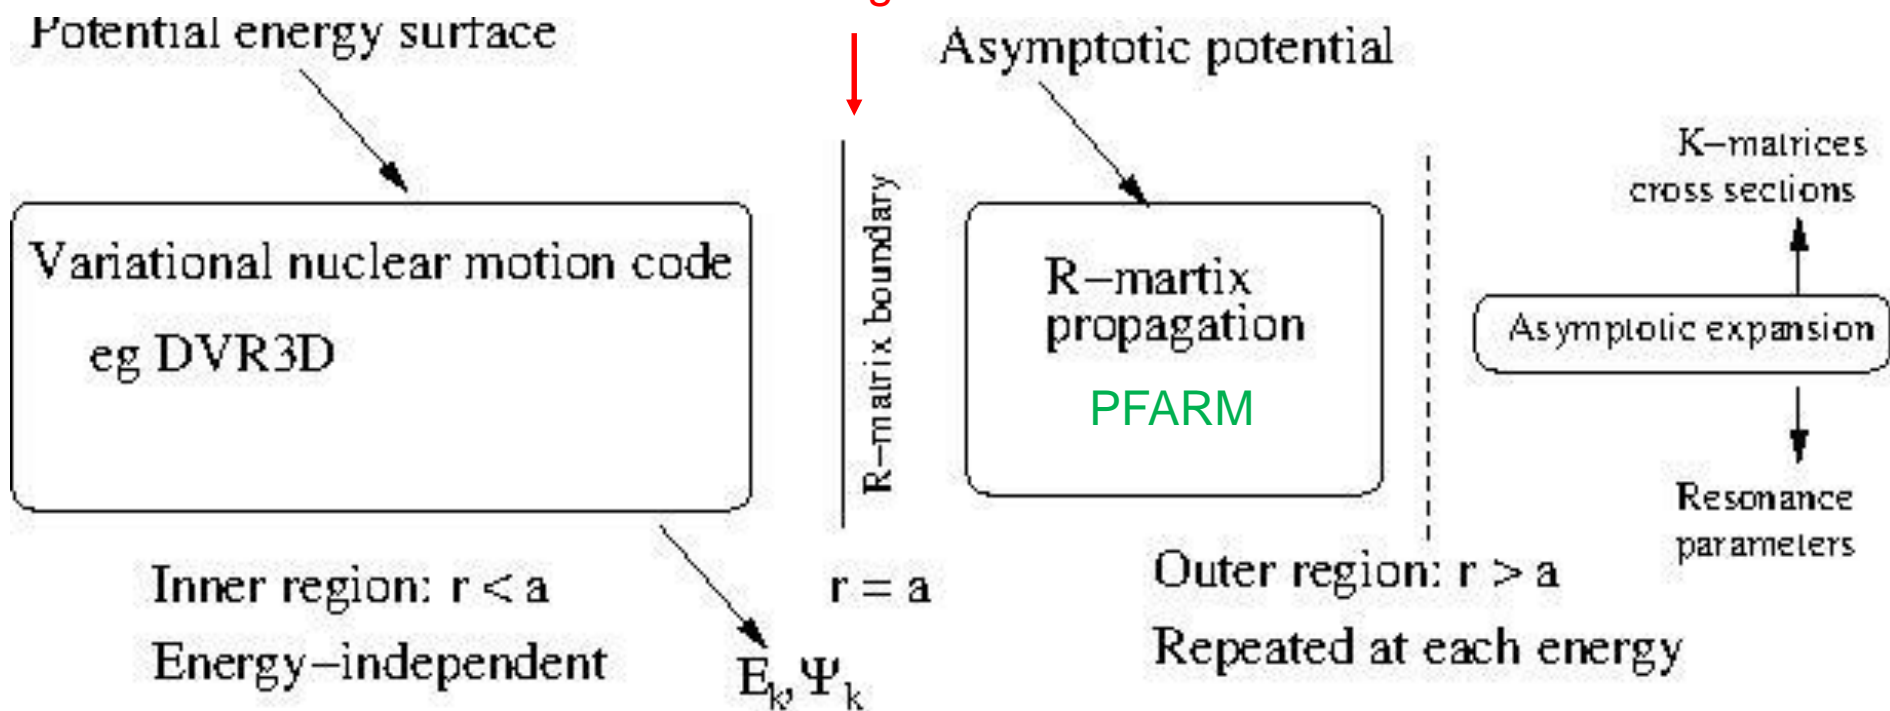 Potential energy surface
Asymptotic potential
Variational nuclear motion code
eg DVR3D
R−matrix boundary
R−martix
propagation
PFARM
K−matrices
cross sections
Asymptotic expansion
Resonance
parameters
Inner region: r < a
Energy−independent
E_k, Ψ_k
r = a
Outer region: r > a
Repeated at each energy